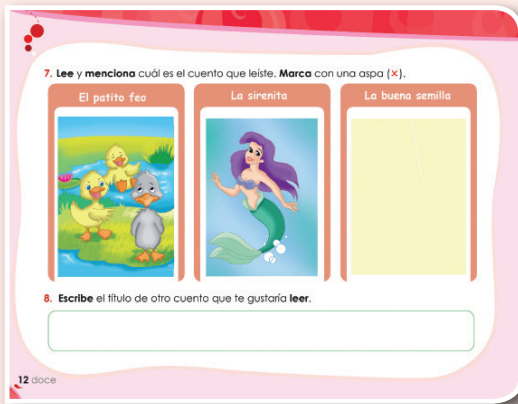 7. Lee y menciona cuál es el cuento que leíste. Marca con una aspa (x).
El patito feo
La sirenita
La buena semilla
8. Escribe el título de otro cuento que te gustaría leer.
12 doce